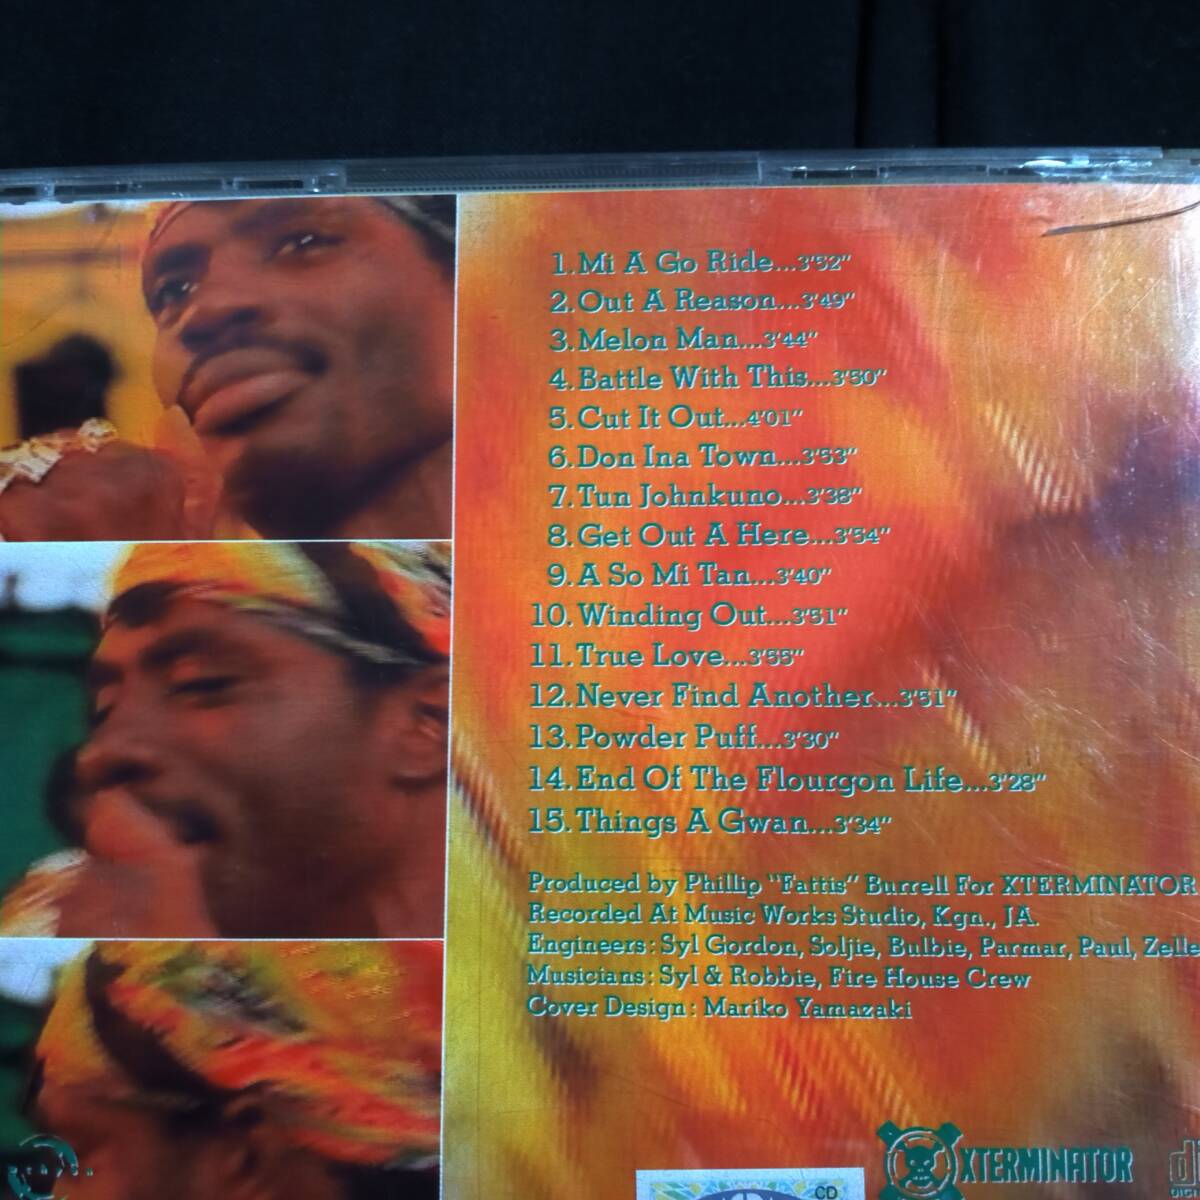 1. Mi A Go Ride...3'52"
2. Out A Reason...3'49"
3. Melon Man...3'44"
4. Battle With This...3'50"
5. Cut It Out...4'01"
6. Don Ina Town...3'53"
7. Tun Johnkuno...3'38"
8. Get Out A Here...3'54"
9. A So Mi Tan...3'40"
10. Winding Out...3'51"
11. True Love...3'55"
12. Never Find Another...3'51"
13. Powder Puff...3'30"
14. End Of The Flourgon Life...3'28"
15. Things A Gwan...3'34"
Produced by Phillip "Fattis" Burrell For XTERMINATOR
Recorded At Music Works Studio, Kgn., JA.
Engineers: Syl Gordon, Soljie, Bulbie, Parmar, Paul, Zelle
Musicians: Syl & Robbie, Fire House Crew
Cover Design: Mariko Yamazaki
XTERMINATOR
CD